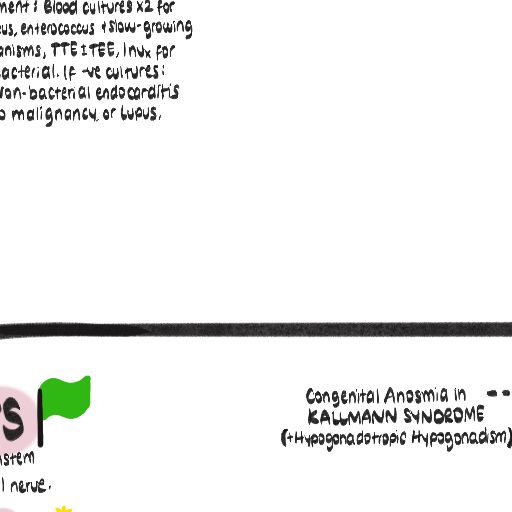 ment: Blood cultures x2 for
us, enterococcus + slow-growing
anisms, TTE ± TEE, Invx for
acterial. If -ve cultures:
Non-bacterial endocarditis
o malignancy or lupus.
S
Congenital Anosmia in --
KALLMANN SYNDROME
(+Hypogonadotropic Hypogonadism)
stem
l nerve.